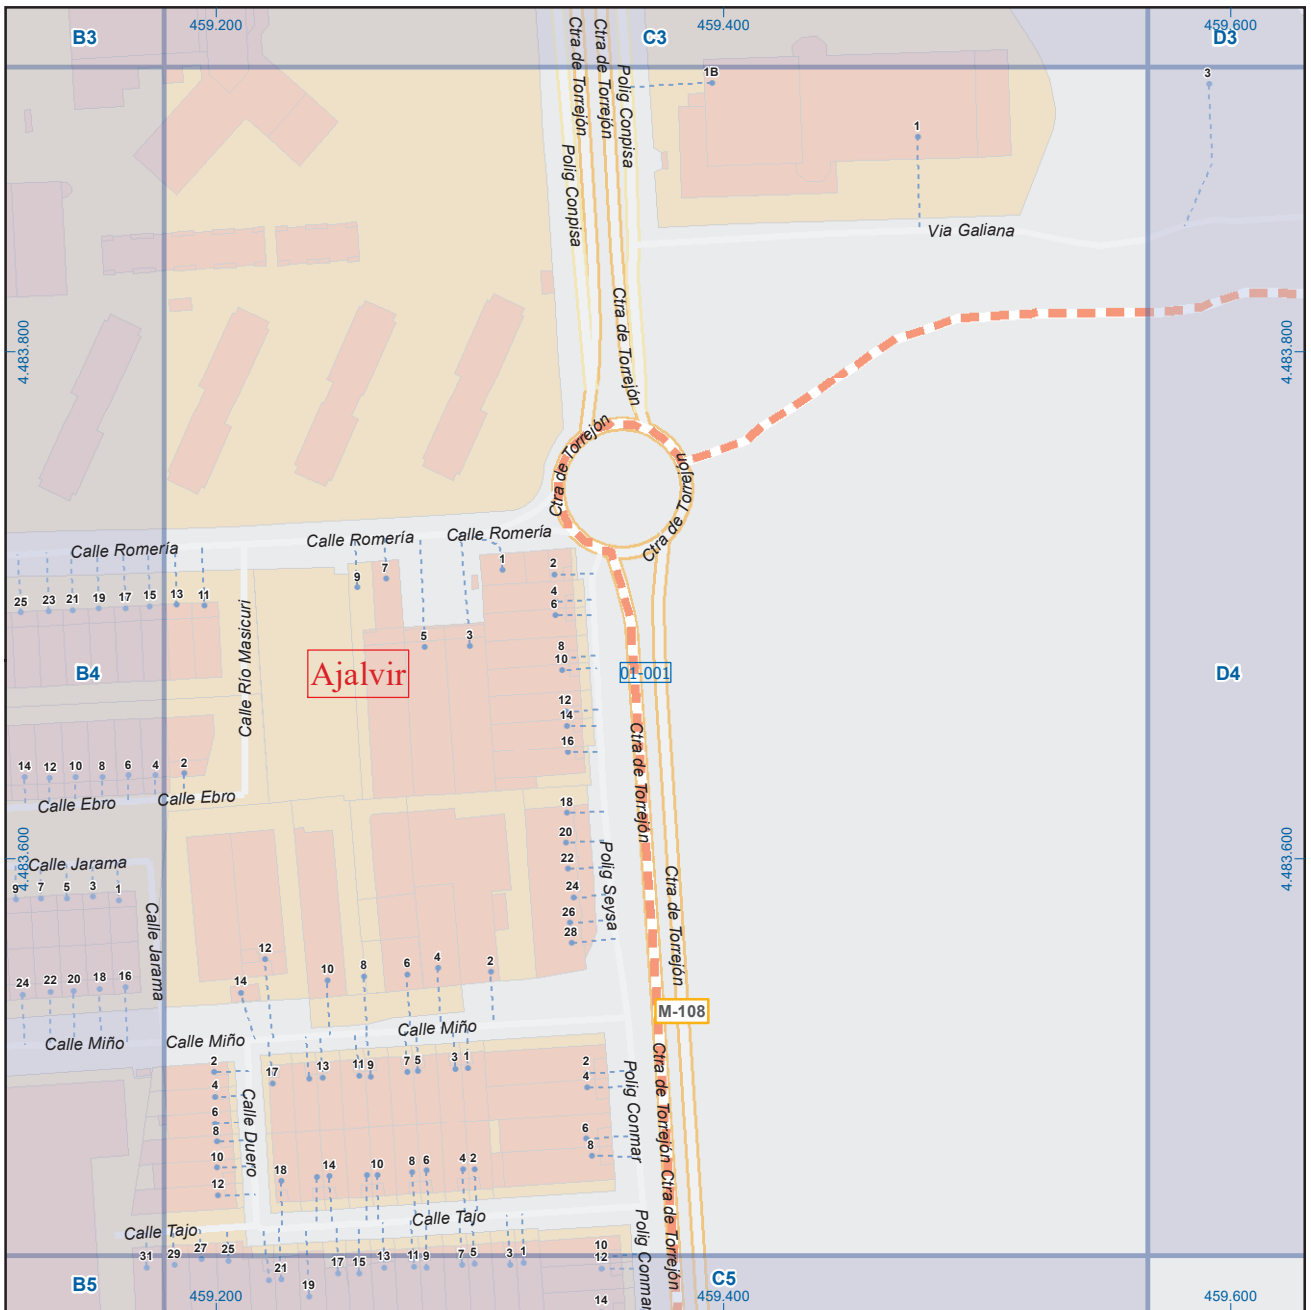 459.200
459.400
459.600
B3
C3
D3
Ctra de Torrejón
Ctra de Torrejón
Polig Conpisa
Polig Conpisa
1B
1
3
Via Galiana
Ctra de Torrejón
4.483.800
4.483.800
Ctra de Torrejón
Ctra de Torrejón
Calle Romería
Calle Romería
Calle Romería
25
23
21
19
17
15
13
11
9
7
5
3
1
2
4
6
8
10
12
14
16
18
20
22
24
26
28
Calle Río Masicuri
B4
Ajalvir
01-001
D4
Ctra de Torrejón
14
12
10
8
6
4
2
Calle Ebro
Calle Ebro
4.483.600
4.483.600
Calle Jarama
9
7
5
3
1
Calle Jarama
Polig Seysa
Ctra de Torrejón
24
22
20
18
16
14
12
10
8
6
4
2
M-108
Calle Miño
Calle Miño
Calle Miño
2
4
6
8
10
12
Calle Duero
17
13
11
9
7
5
3
1
2
4
6
8
Polig Conmar
Ctra de Torrejón
18
14
10
8
6
4
2
Calle Tajo
Calle Tajo
Polig Conmar
Ctra de Torrejón
31
29
27
25
21
19
17
15
13
11
9
7
5
3
1
10
12
14
B5
C5
459.200
459.400
459.600